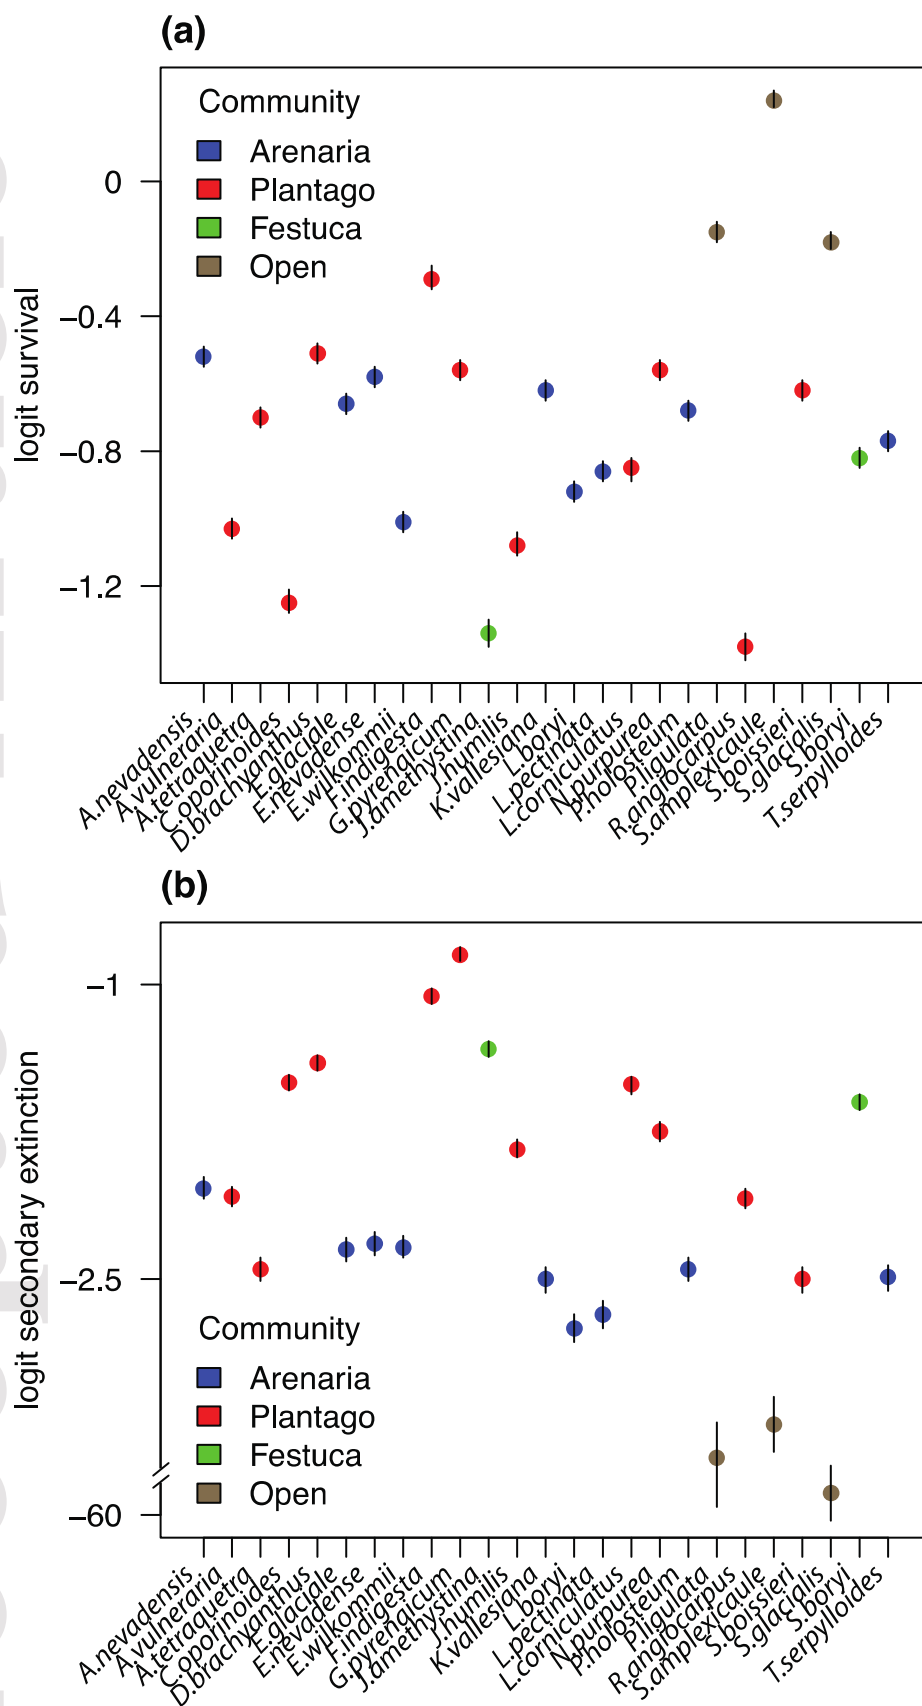 (a)
Community
Arenaria
Plantago
Festuca
Open
0
−0.4
−0.8
−1.2
logit survival
A.nevadensis
A.vulneraria
A.tetraquetra
C.oporinoides
D.brachyanthus
E.glaciale
E.nevadense
E.wilkommii
F.indigesta
G.pyrenaicum
J.amethystina
J.humilis
K.vallesiana
L.boryi
L.pectinata
L.corniculatus
N.purpurea
P.holosteum
P.ligulata
R.angiocarpus
S.amplexicaule
S.boissieri
S.glacialis
S.boryi
T.serpylloides
(b)
−1
−2.5
−60
logit secondary extinction
Community
Arenaria
Plantago
Festuca
Open
A.nevadensis
A.vulneraria
A.tetraquetra
C.oporinoides
D.brachyanthus
E.glaciale
E.nevadense
E.wilkommii
F.indigesta
G.pyrenaicum
J.amethystina
J.humilis
K.vallesiana
L.boryi
L.pectinata
L.corniculatus
N.purpurea
P.holosteum
P.ligulata
R.angiocarpus
S.amplexicaule
S.boissieri
S.glacialis
S.boryi
T.serpylloides